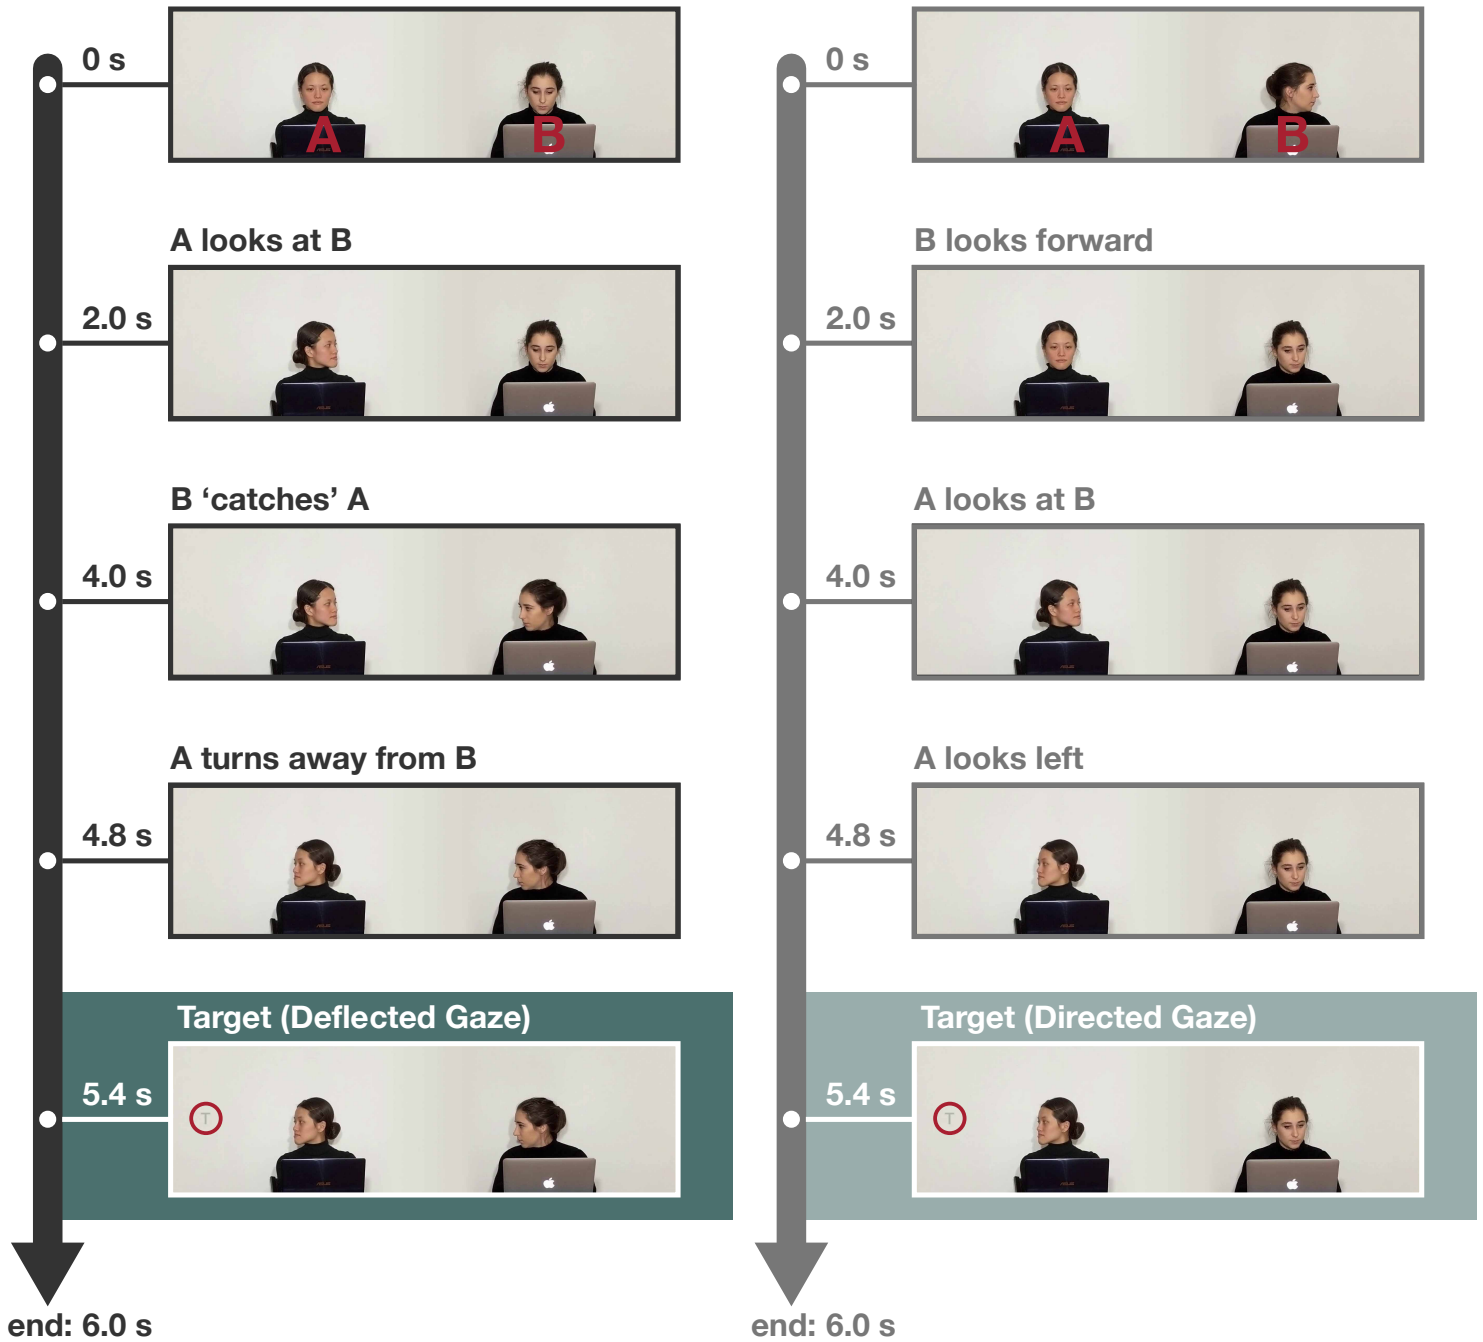 0 s
A
B
A looks at B
2.0 s
B ‘catches’ A
4.0 s
A turns away from B
4.8 s
Target (Deflected Gaze)
5.4 s
T
end: 6.0 s
0 s
A
B
B looks forward
2.0 s
A looks at B
4.0 s
A looks left
4.8 s
Target (Directed Gaze)
5.4 s
T
end: 6.0 s